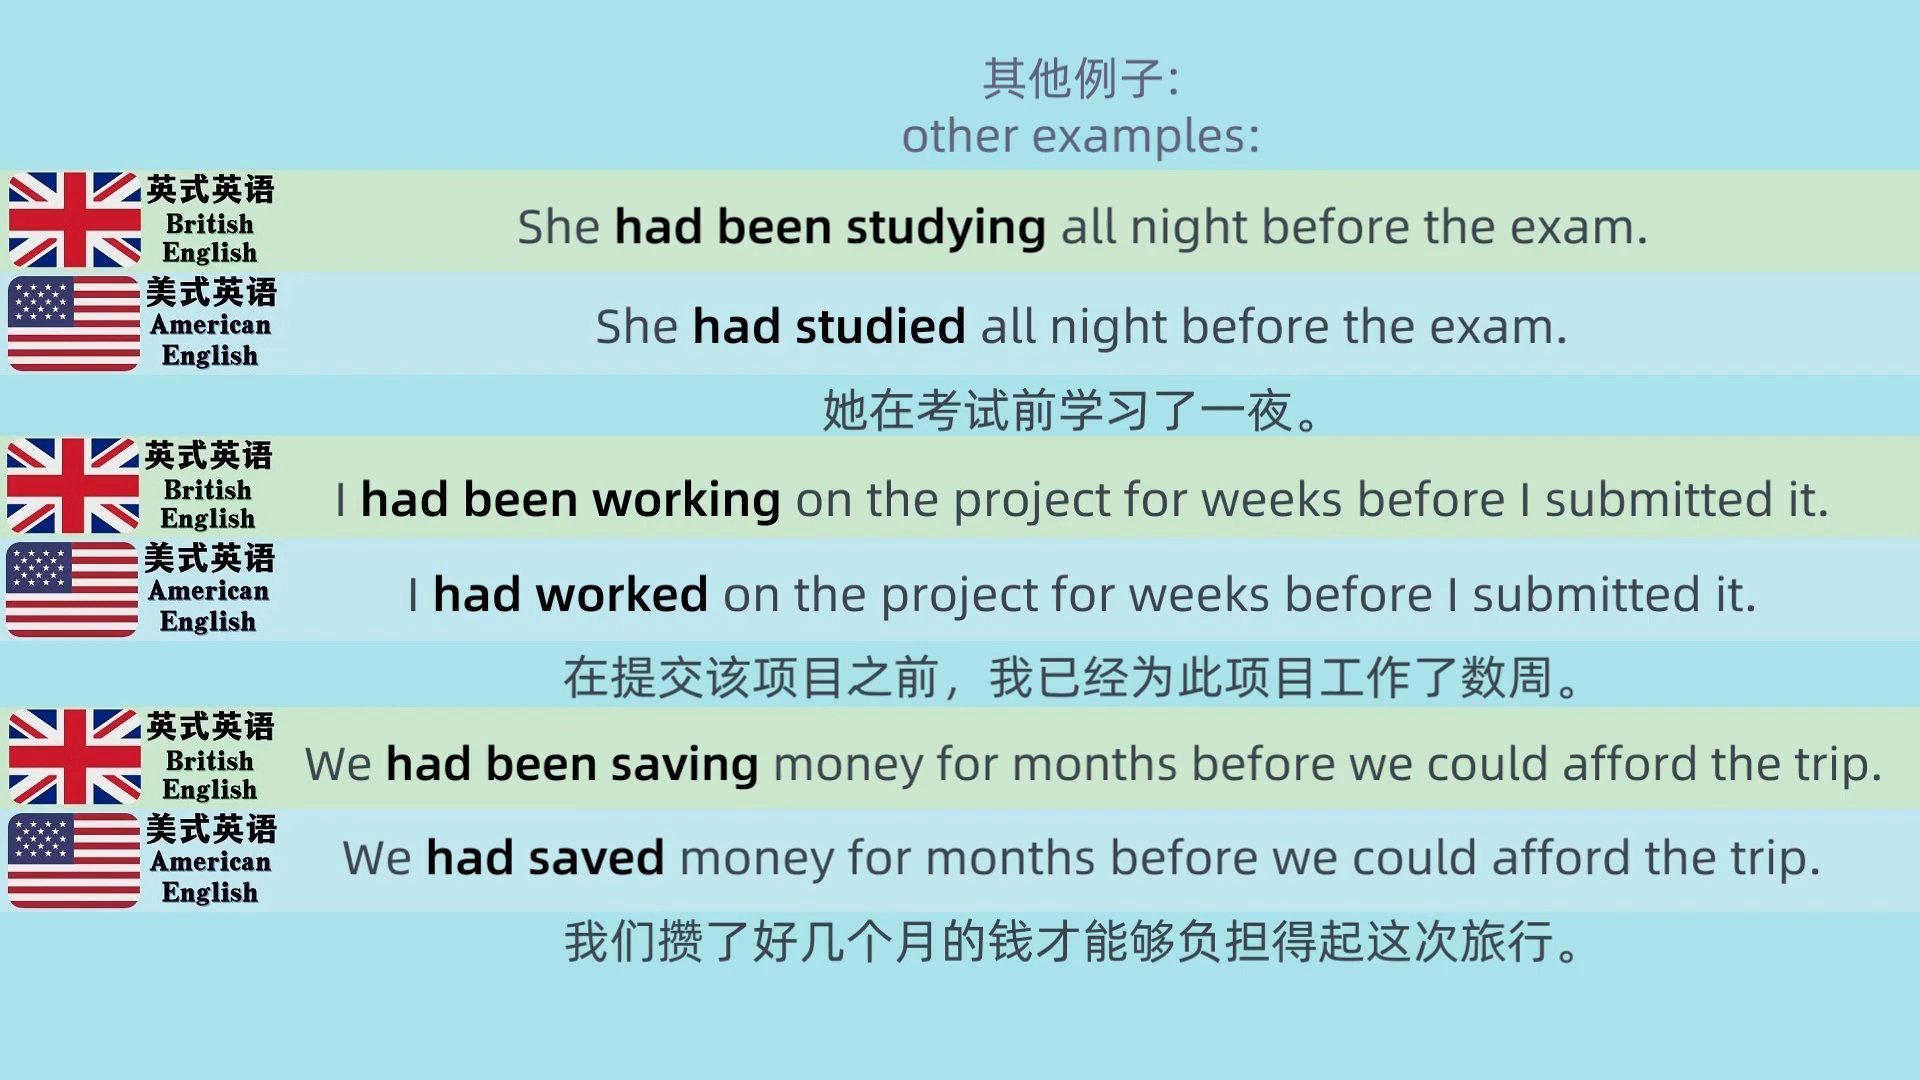 其他例子：
other examples:
英式英语
British
English
She had been studying all night before the exam.
美式英语
American
English
She had studied all night before the exam.
她在考试前学习了一夜。
英式英语
British
English
I had been working on the project for weeks before I submitted it.
美式英语
American
English
I had worked on the project for weeks before I submitted it.
在提交该项目之前，我已经为此项目工作了数周。
英式英语
British
English
We had been saving money for months before we could afford the trip.
美式英语
American
English
We had saved money for months before we could afford the trip.
我们攒了好几个月的钱才能够负担得起这次旅行。